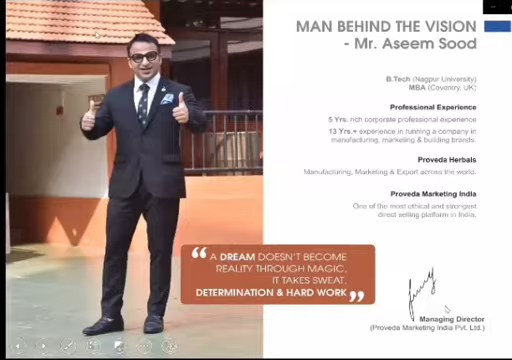 MAN BEHIND THE VISION
- Mr. Aseem Sood
B.Tech (Nagpur University)
MBA (Coventry, UK)
Professional Experience
5 Yrs. rich corporate professional experience
13 Yrs.+ experience in running a company in
manufacturing, marketing & building brands.
Proveda Herbals
Manufacturing, Marketing & Export across the world.
Proveda Marketing India
One of the most ethical and strongest
direct selling platform in India.
“ A DREAM DOESN'T BECOME
REALITY THROUGH MAGIC,
IT TAKES SWEAT,
DETERMINATION & HARD WORK ”
Managing Director
(Proveda Marketing India Pvt. Ltd.)